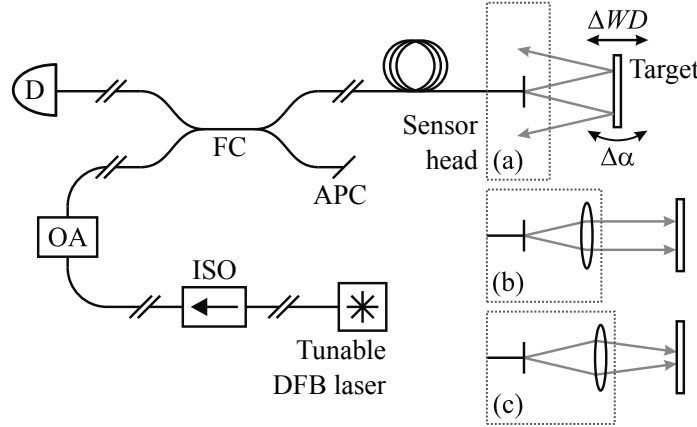 ΔWD
D
Target
FC
Sensor
head
(a)
Δα
APC
OA
(b)
ISO
Tunable
DFB laser
(c)